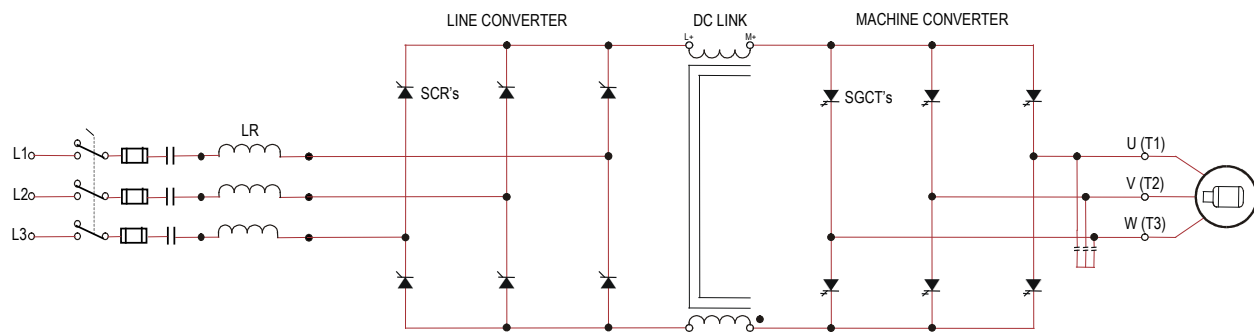 LINE CONVERTER
DC LINK
MACHINE CONVERTER
L+
M+
SCR's
SGCT's
LR
L1
U (T1)
L2
V (T2)
L3
W (T3)